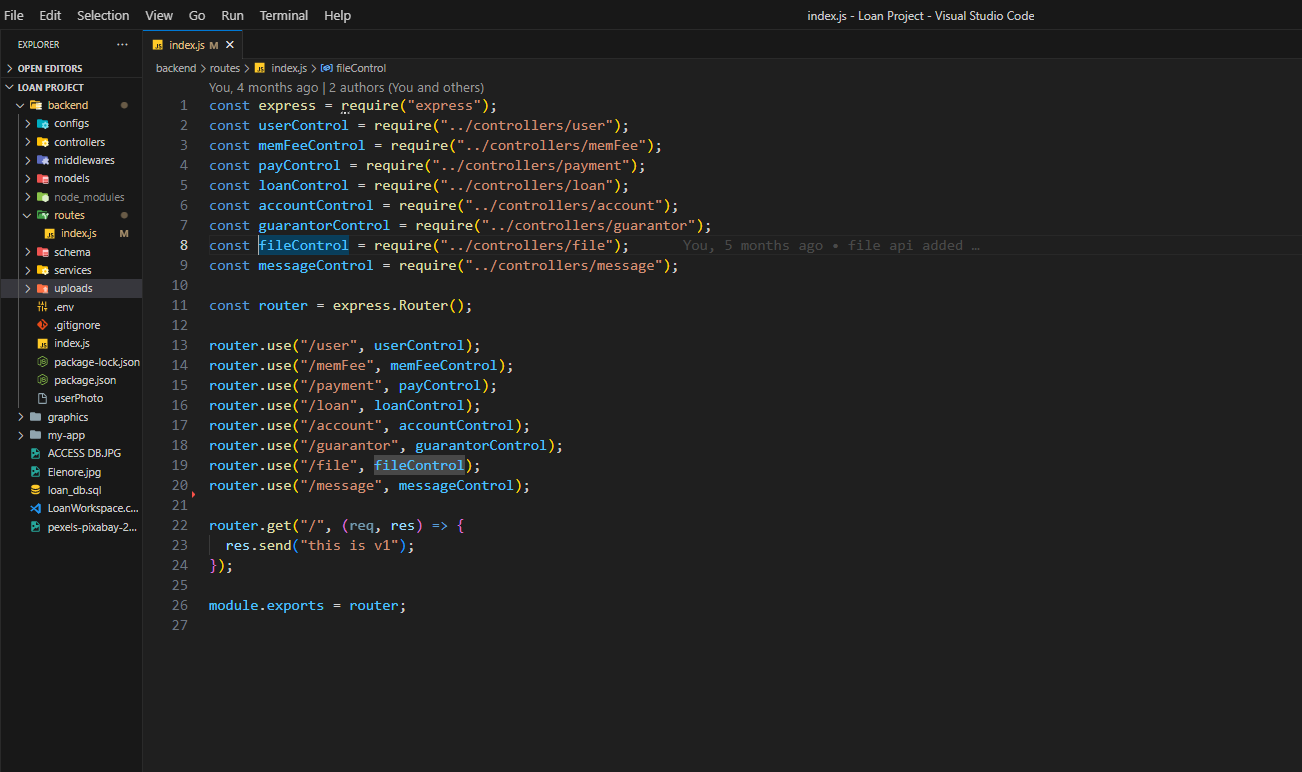 File Edit Selection View Go Run Terminal Help
index.js - Loan Project - Visual Studio Code
EXPLORER ...
OPEN EDITORS
LOAN PROJECT
backend
configs
controllers
middlewares
models
node_modules
routes
index.js M
schema
services
uploads
.env
.gitignore
index.js
package-lock.json
package.json
userPhoto
graphics
my-app
ACCESS DB.JPG
Elenore.jpg
loan_db.sql
LoanWorkspace.c...
pexels-pixabay-2...
JS index.js M ×
backend > routes > JS index.js > fileControl
You, 4 months ago | 2 authors (You and others)
1 const express = require("express");
2 const userControl = require("../controllers/user");
3 const memFeeControl = require("../controllers/memFee");
4 const payControl = require("../controllers/payment");
5 const loanControl = require("../controllers/loan");
6 const accountControl = require("../controllers/account");
7 const guarantorControl = require("../controllers/guarantor");
8 const fileControl = require("../controllers/file"); You, 5 months ago • file api added …
9 const messageControl = require("../controllers/message");
10
11 const router = express.Router();
12
13 router.use("/user", userControl);
14 router.use("/memFee", memFeeControl);
15 router.use("/payment", payControl);
16 router.use("/loan", loanControl);
17 router.use("/account", accountControl);
18 router.use("/guarantor", guarantorControl);
19 router.use("/file", fileControl);
20 router.use("/message", messageControl);
21
22 router.get("/", (req, res) => {
23 res.send("this is v1");
24 });
25
26 module.exports = router;
27